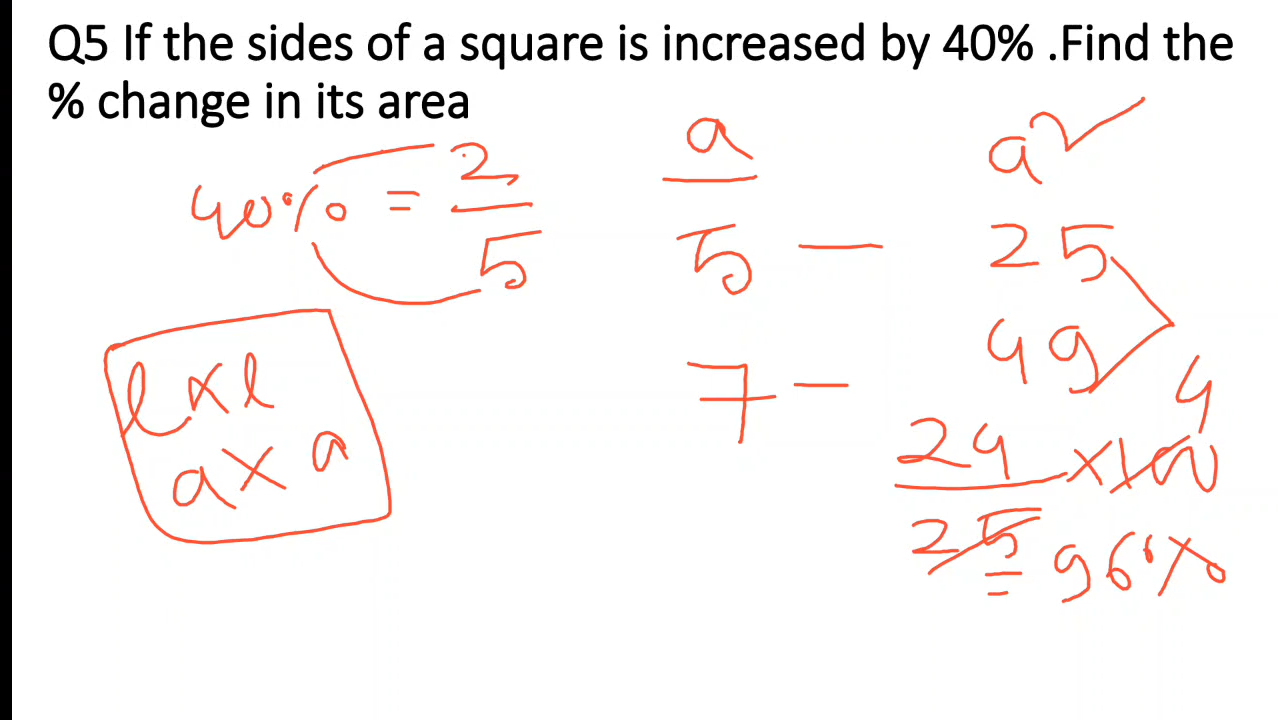 Q5 If the sides of a square is increased by 40% .Find the
% change in its area
40% = 2/5
a a²
5 — 25
7 — 49
24/25 ×100 4
= 96%
l×l
a×a